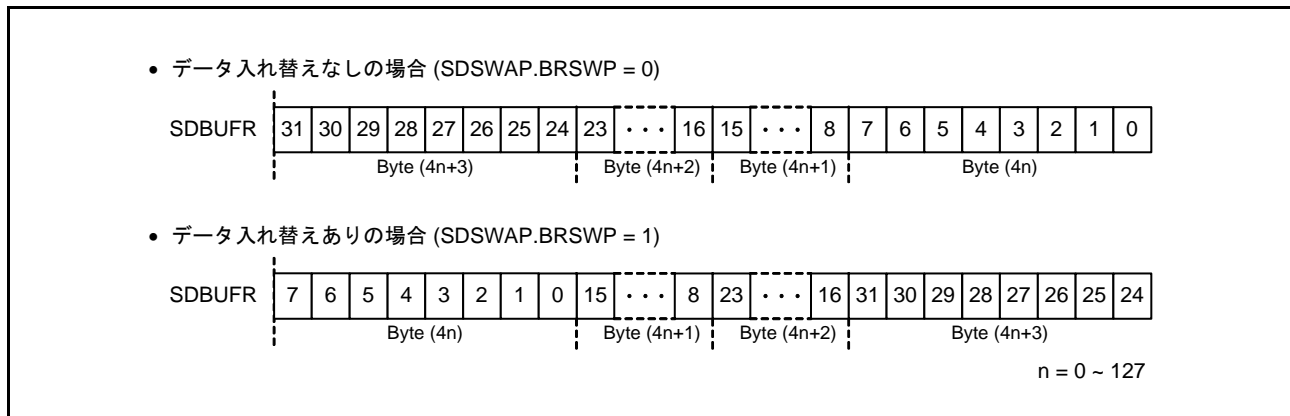 • データ入れ替えなしの場合 (SDSWAP.BRSWP = 0)
SDBUFR 31 30 29 28 27 26 25 24 23 ・・・ 16 15 ・・・ 8 7 6 5 4 3 2 1 0
Byte (4n+3) Byte (4n+2) Byte (4n+1) Byte (4n)
• データ入れ替えありの場合 (SDSWAP.BRSWP = 1)
SDBUFR 7 6 5 4 3 2 1 0 15 ・・・ 8 23 ・・・ 16 31 30 29 28 27 26 25 24
Byte (4n) Byte (4n+1) Byte (4n+2) Byte (4n+3)
n = 0 ~ 127